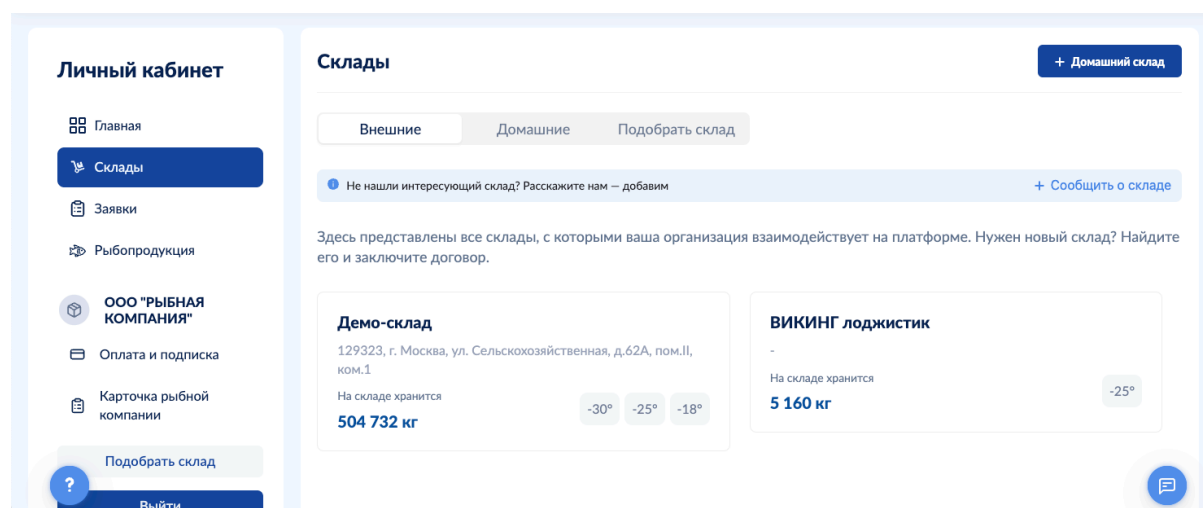 Личный кабинет
Главная
Склады
Заявки
Рыбопродукция
ООО "РЫБНАЯ
КОМПАНИЯ"
Оплата и подписка
Карточка рыбной
компании
Подобрать склад
?
Выйти
Склады
+ Домашний склад
Внешние
Домашние
Подобрать склад
Не нашли интересующий склад? Расскажите нам — добавим
+ Сообщить о складе
Здесь представлены все склады, с которыми ваша организация взаимодействует на платформе. Нужен новый склад? Найдите
его и заключите договор.
Демо-склад
129323, г. Москва, ул. Сельскохозяйственная, д.62А, пом.II,
ком.1
На складе хранится
504 732 кг
-30° -25° -18°
ВИКИНГ лоджистик
-
На складе хранится
5 160 кг
-25°